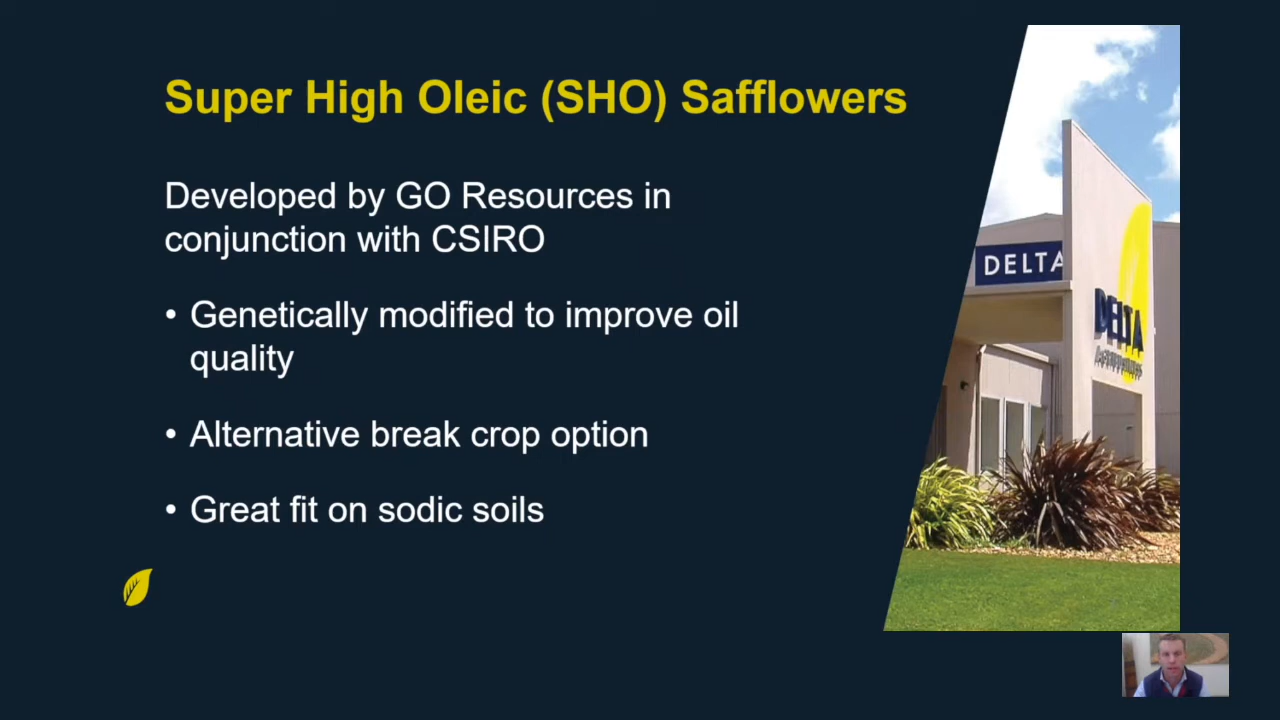 Super High Oleic (SHO) Safflowers
Developed by GO Resources in
conjunction with CSIRO
• Genetically modified to improve oil
quality
• Alternative break crop option
• Great fit on sodic soils
DELTA
DELTA